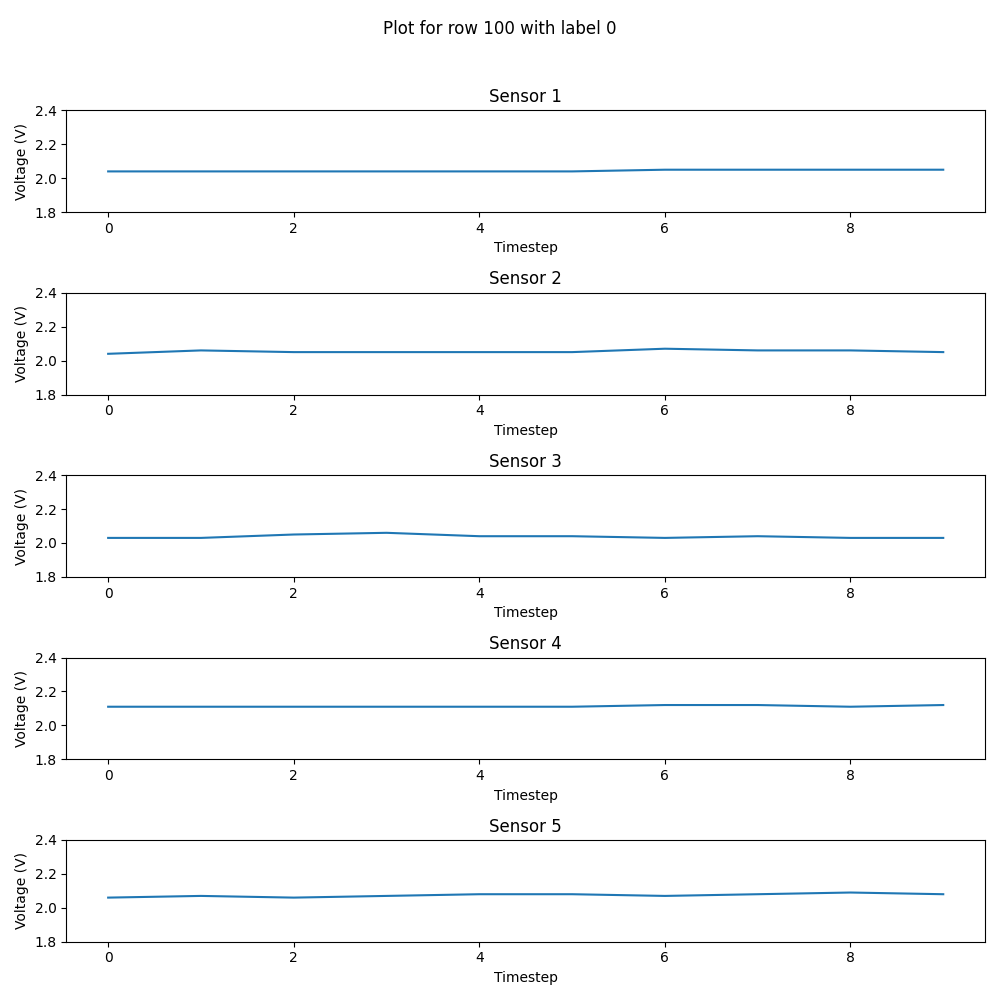 Plot for row 100 with label 0
Sensor 1
2.4
2.2
2.0
1.8
Voltage (V)
0 2 4 6 8
Timestep
Sensor 2
2.4
2.2
2.0
1.8
Voltage (V)
0 2 4 6 8
Timestep
Sensor 3
2.4
2.2
2.0
1.8
Voltage (V)
0 2 4 6 8
Timestep
Sensor 4
2.4
2.2
2.0
1.8
Voltage (V)
0 2 4 6 8
Timestep
Sensor 5
2.4
2.2
2.0
1.8
Voltage (V)
0 2 4 6 8
Timestep